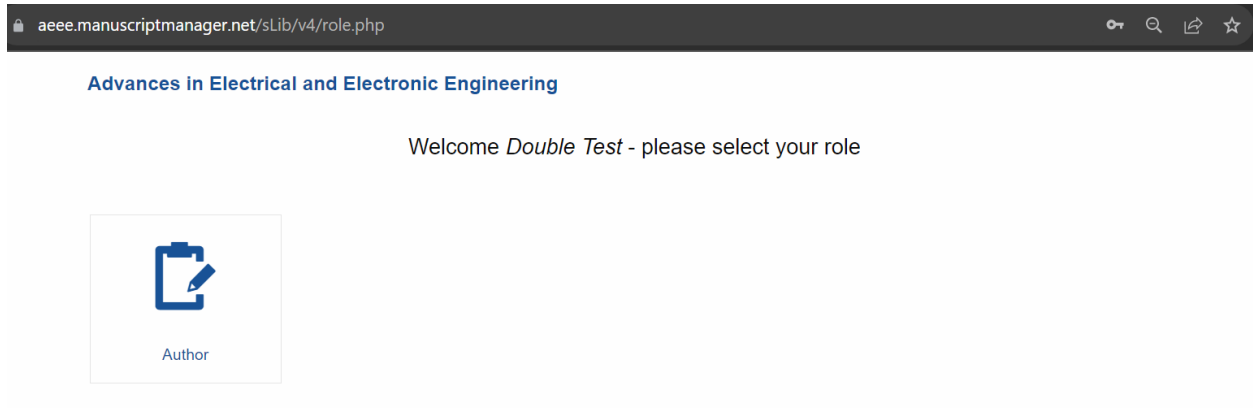 aeee.manuscriptmanager.net/sLib/v4/role.php
Advances in Electrical and Electronic Engineering
Welcome Double Test - please select your role
Author